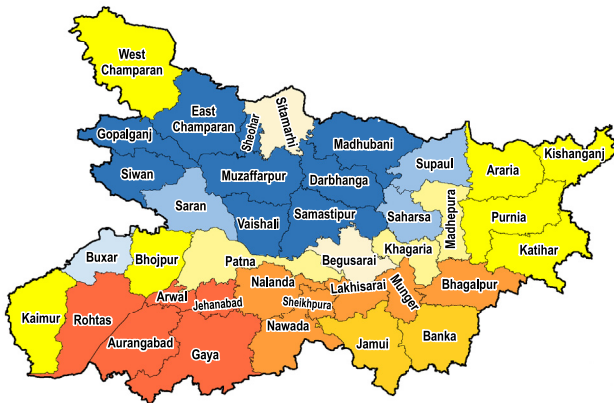 West
Champaran
East
Champaran
Sheohar
Sitamarhi
Gopalganj
Madhubani
Kishanganj
Supaul
Araria
Siwan
Muzaffarpur
Darbhanga
Saran
Vaishali
Samastipur
Saharsa
Madhepura
Purnia
Khagaria
Katihar
Buxar
Bhojpur
Patna
Begusarai
Nalanda
Lakhisarai
Munger
Bhagalpur
Arwal
Jehanabad
Sheikhpura
Kaimur
Rohtas
Nawada
Aurangabad
Gaya
Jamui
Banka